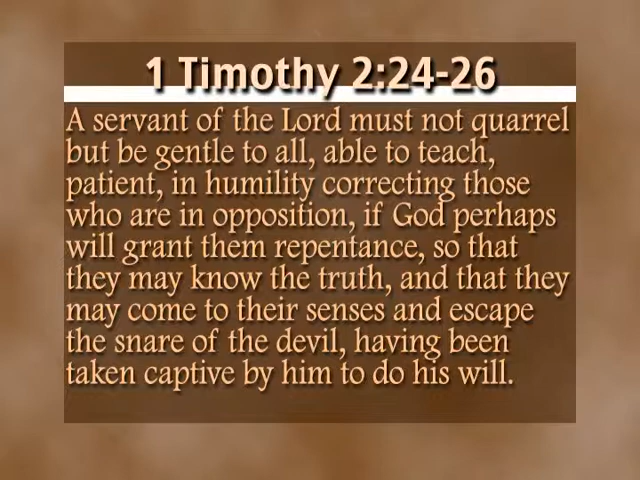 1 Timothy 2:24-26
A servant of the Lord must not quarrel
but be gentle to all, able to teach,
patient, in humility correcting those
who are in opposition, if God perhaps
will grant them repentance, so that
they may know the truth, and that they
may come to their senses and escape
the snare of the devil, having been
taken captive by him to do his will.